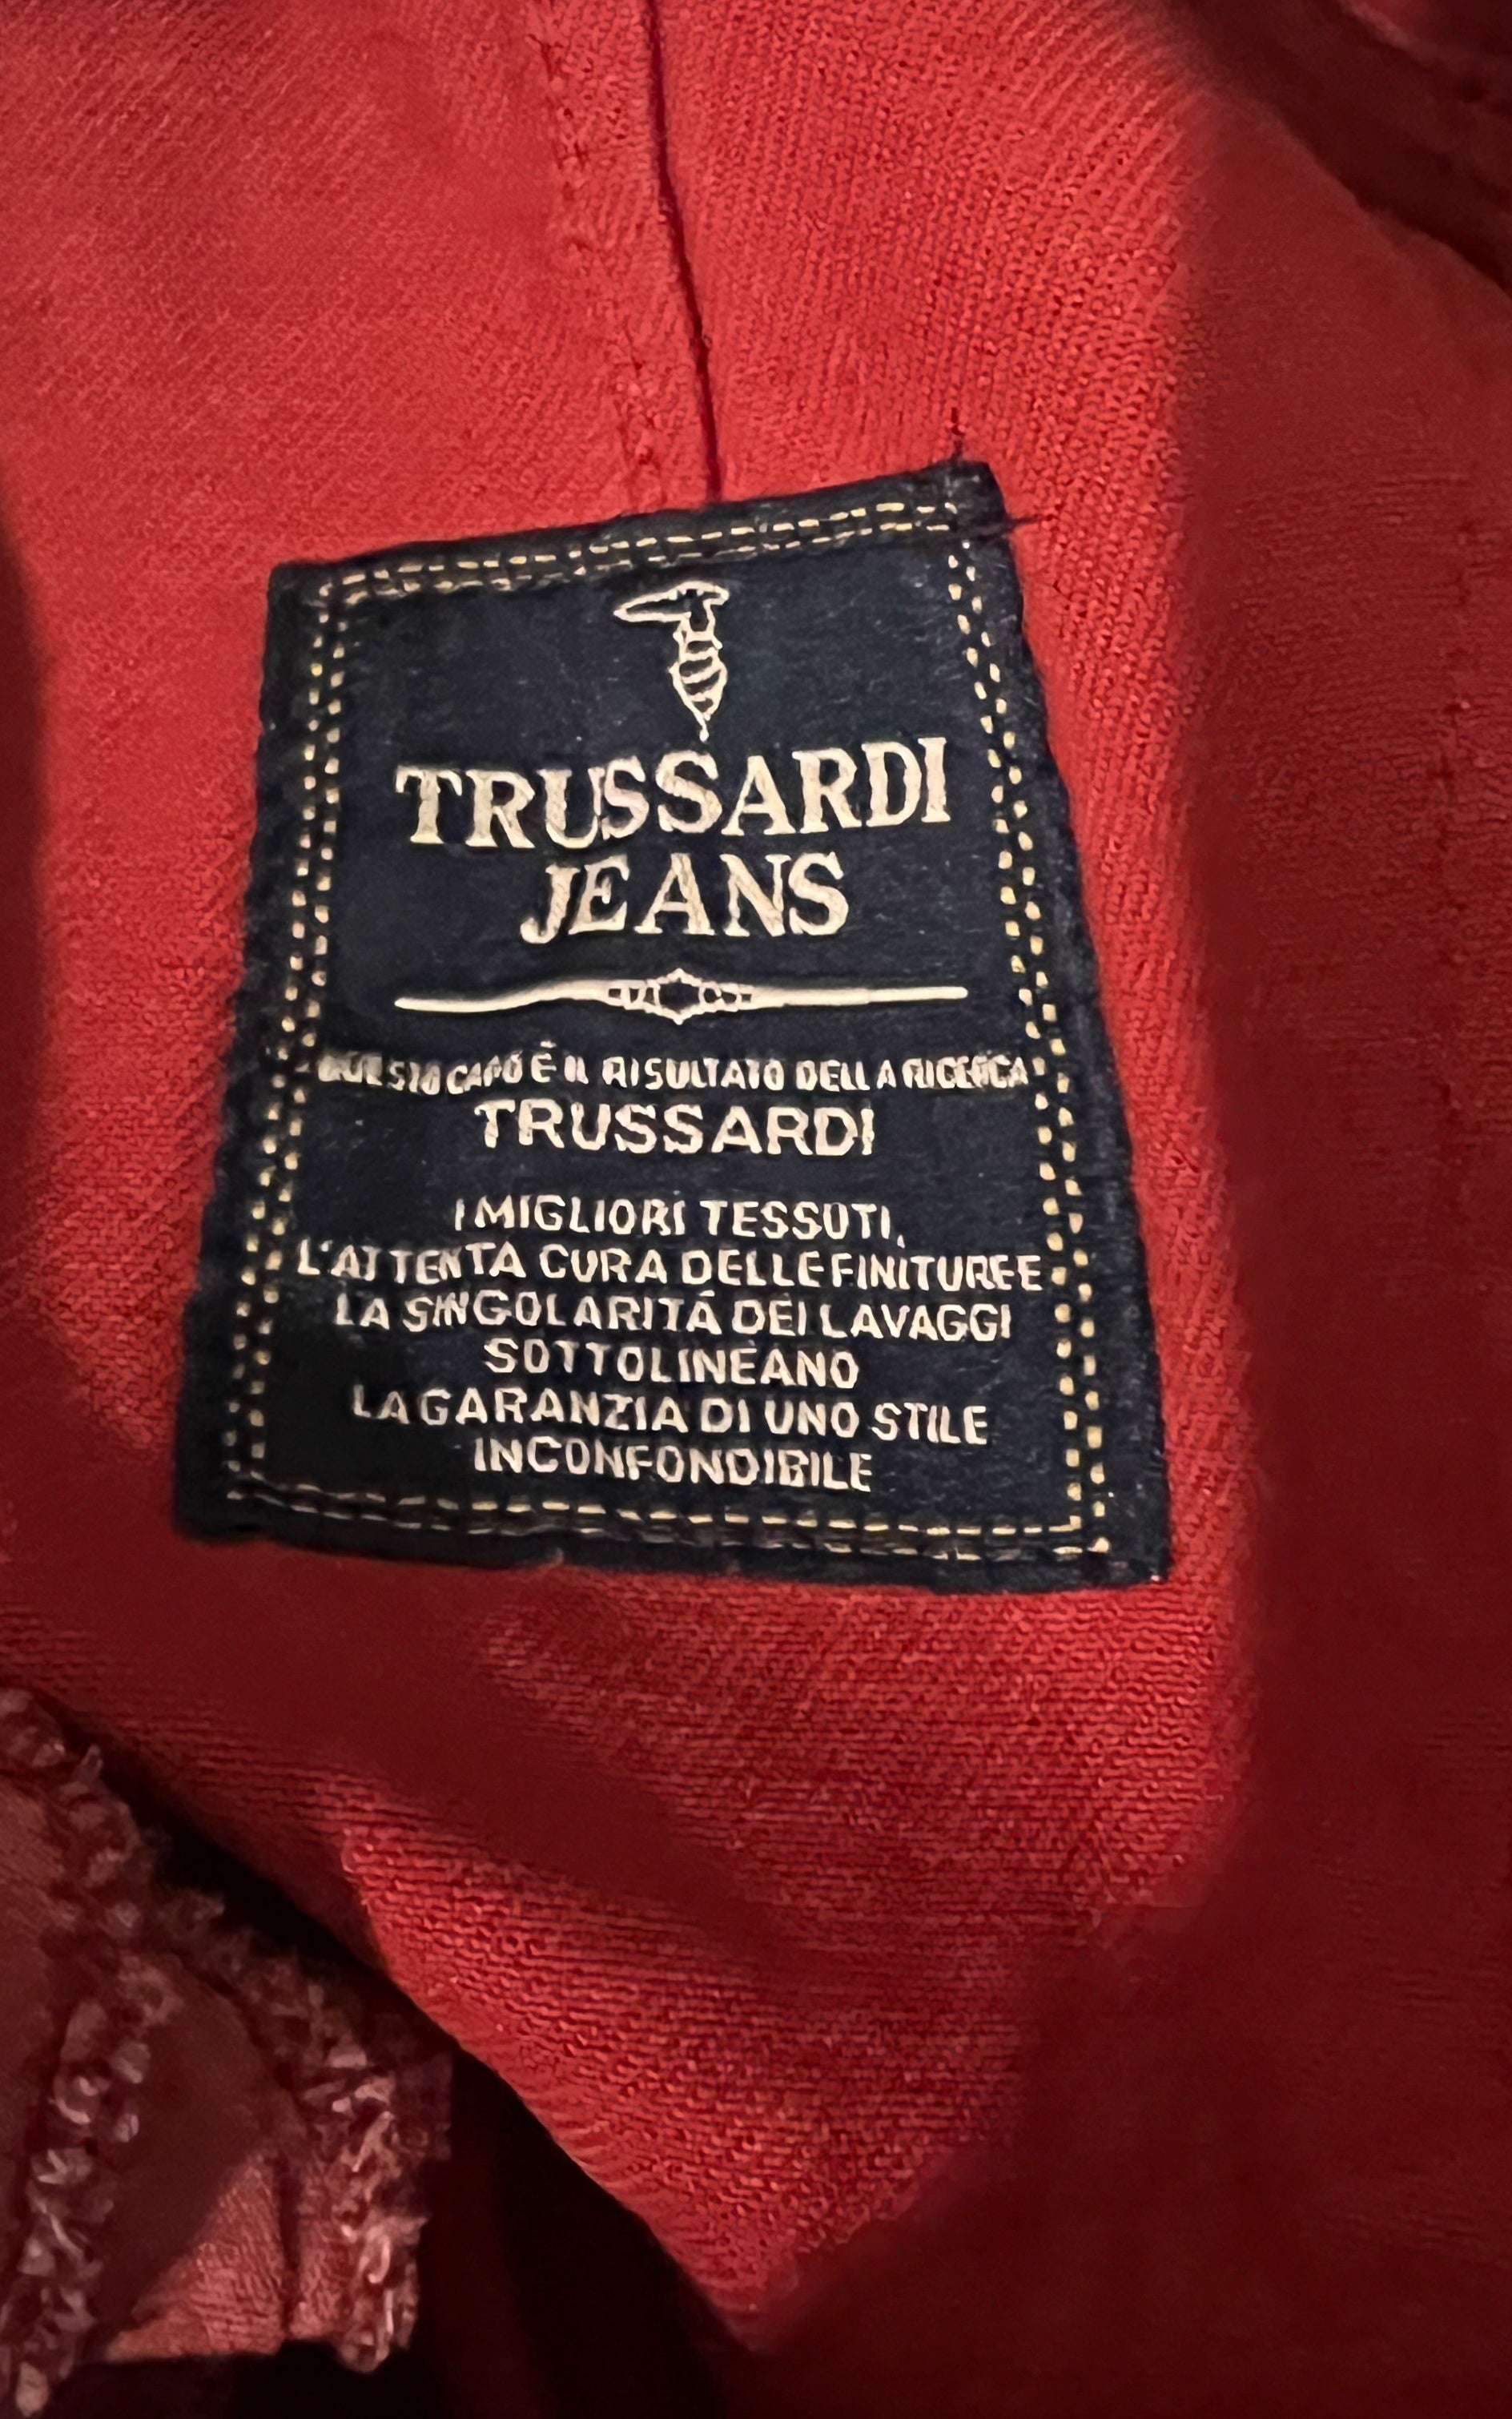 TRUSSARDI
JEANS
QUESTO CAPO È IL RISULTATO DELLA RICERCA
TRUSSARDI
I MIGLIORI TESSUTI,
L'ATTENTA CURA DELLE FINITURE E
LA SINGOLARITÀ DEI LAVAGGI
SOTTOLINEANO
LA GARANZIA DI UNO STILE
INCONFONDIBILE